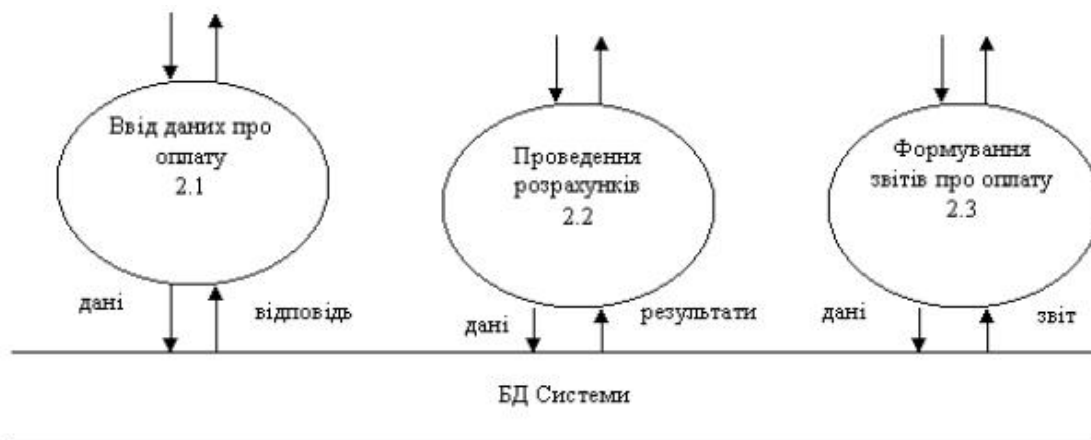 Ввід даних про
оплату
2.1
Проведення
розрахунків
2.2
Формування
звітів про оплату
2.3
дані
відповідь
дані
результати
дані
звіт
БД Системи